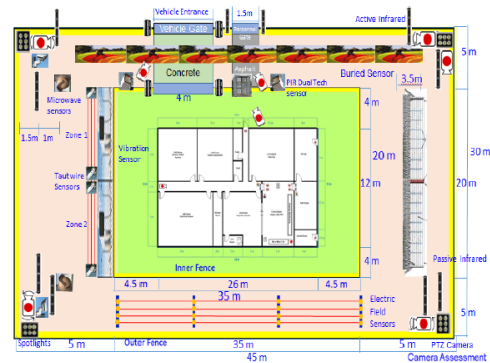 Vehicle Entrance
1.5m
Active Infrared
Vehicle Gate
5 m
Concrete
Asphalt
Buried Sensor
PIR DualTech
sensor
3.5m
4 m
4 m
Microwave
sensors
1.5m 1m
Zone 1
Vibration
Sensor
20 m
30 m
Tautwire
Sensors
12 m
20 m
Zone 2
4 m
Inner Fence
4.5 m
26 m
4.5 m
35 m
Electric
Field
Sensors
Passive Infrared
5 m
Spotlights
5 m
Outer Fence
35 m
5 m
PTZ Camera
45 m
Camera Assessment